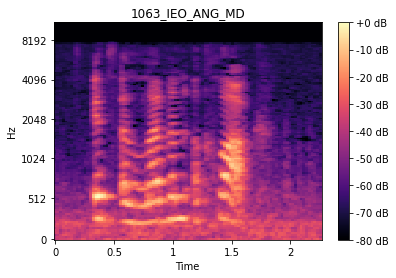 1063_IEO_ANG_MD
+0 dB
8192
-10 dB
4096
-20 dB
-30 dB
2048
-40 dB
Hz
1024
-50 dB
512
-60 dB
-70 dB
0
-80 dB
0 0.5 1 1.5 2
Time